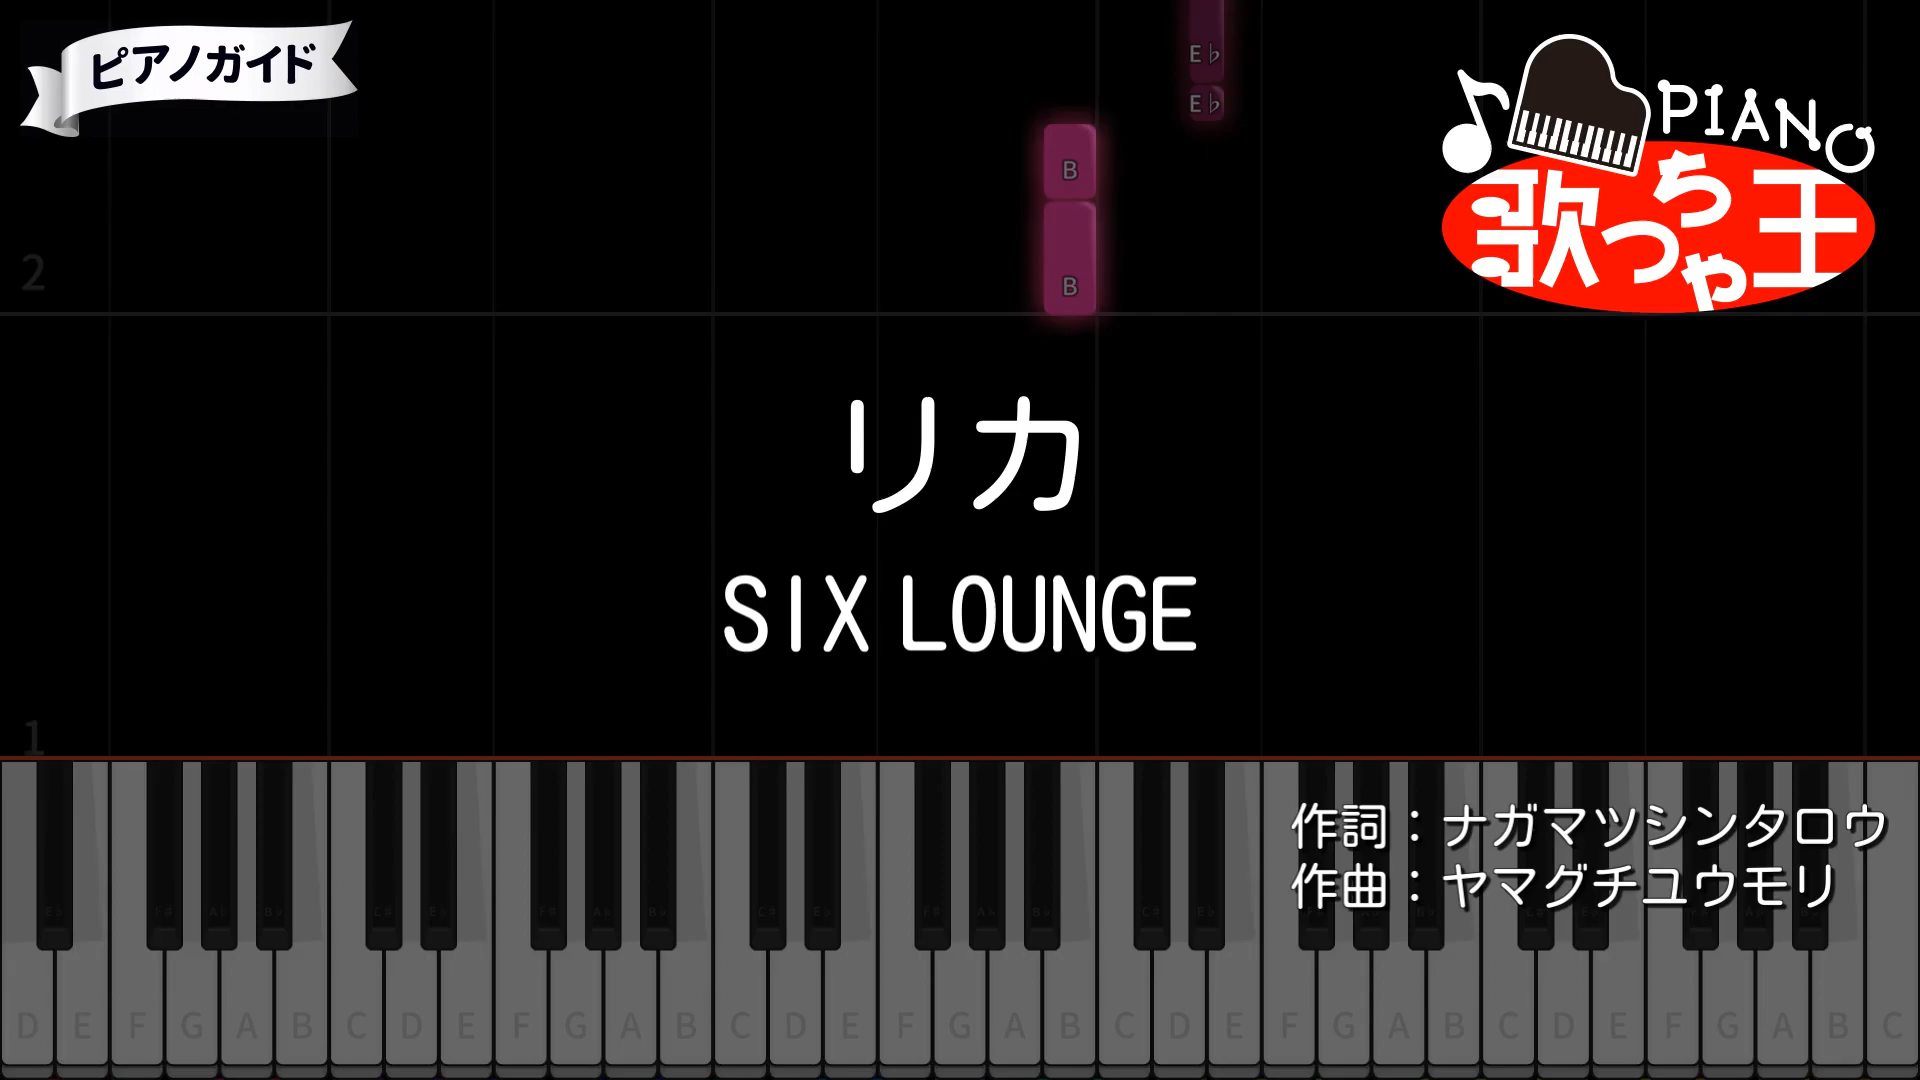 ピアノガイド
E♭
E♭
PIANO
歌っちゃ王
B
B
2
リカ
SIX LOUNGE
1
作詞：ナガマツシンタロウ
作曲：ヤマグチユウモリ
E♭ F# A♭ B♭ C# E♭ F# A♭ B♭ C# E♭ F# A♭ B♭ C# E♭
D E F G A B C D E F G A B C D E F G A B C D E F G A B C D E F G A B C